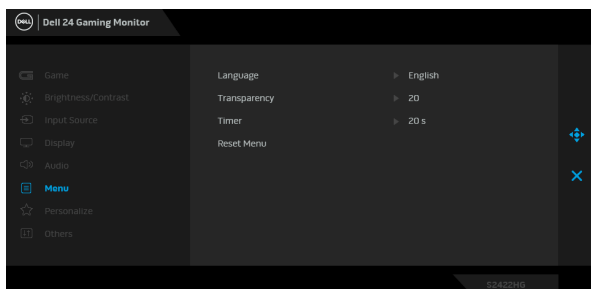 DELL Dell 24 Gaming Monitor
Game
Brightness/Contrast
Input Source
Display
Audio
Menu
Personalize
Others
Language English
Transparency 20
Timer 20 s
Reset Menu
S2422HG